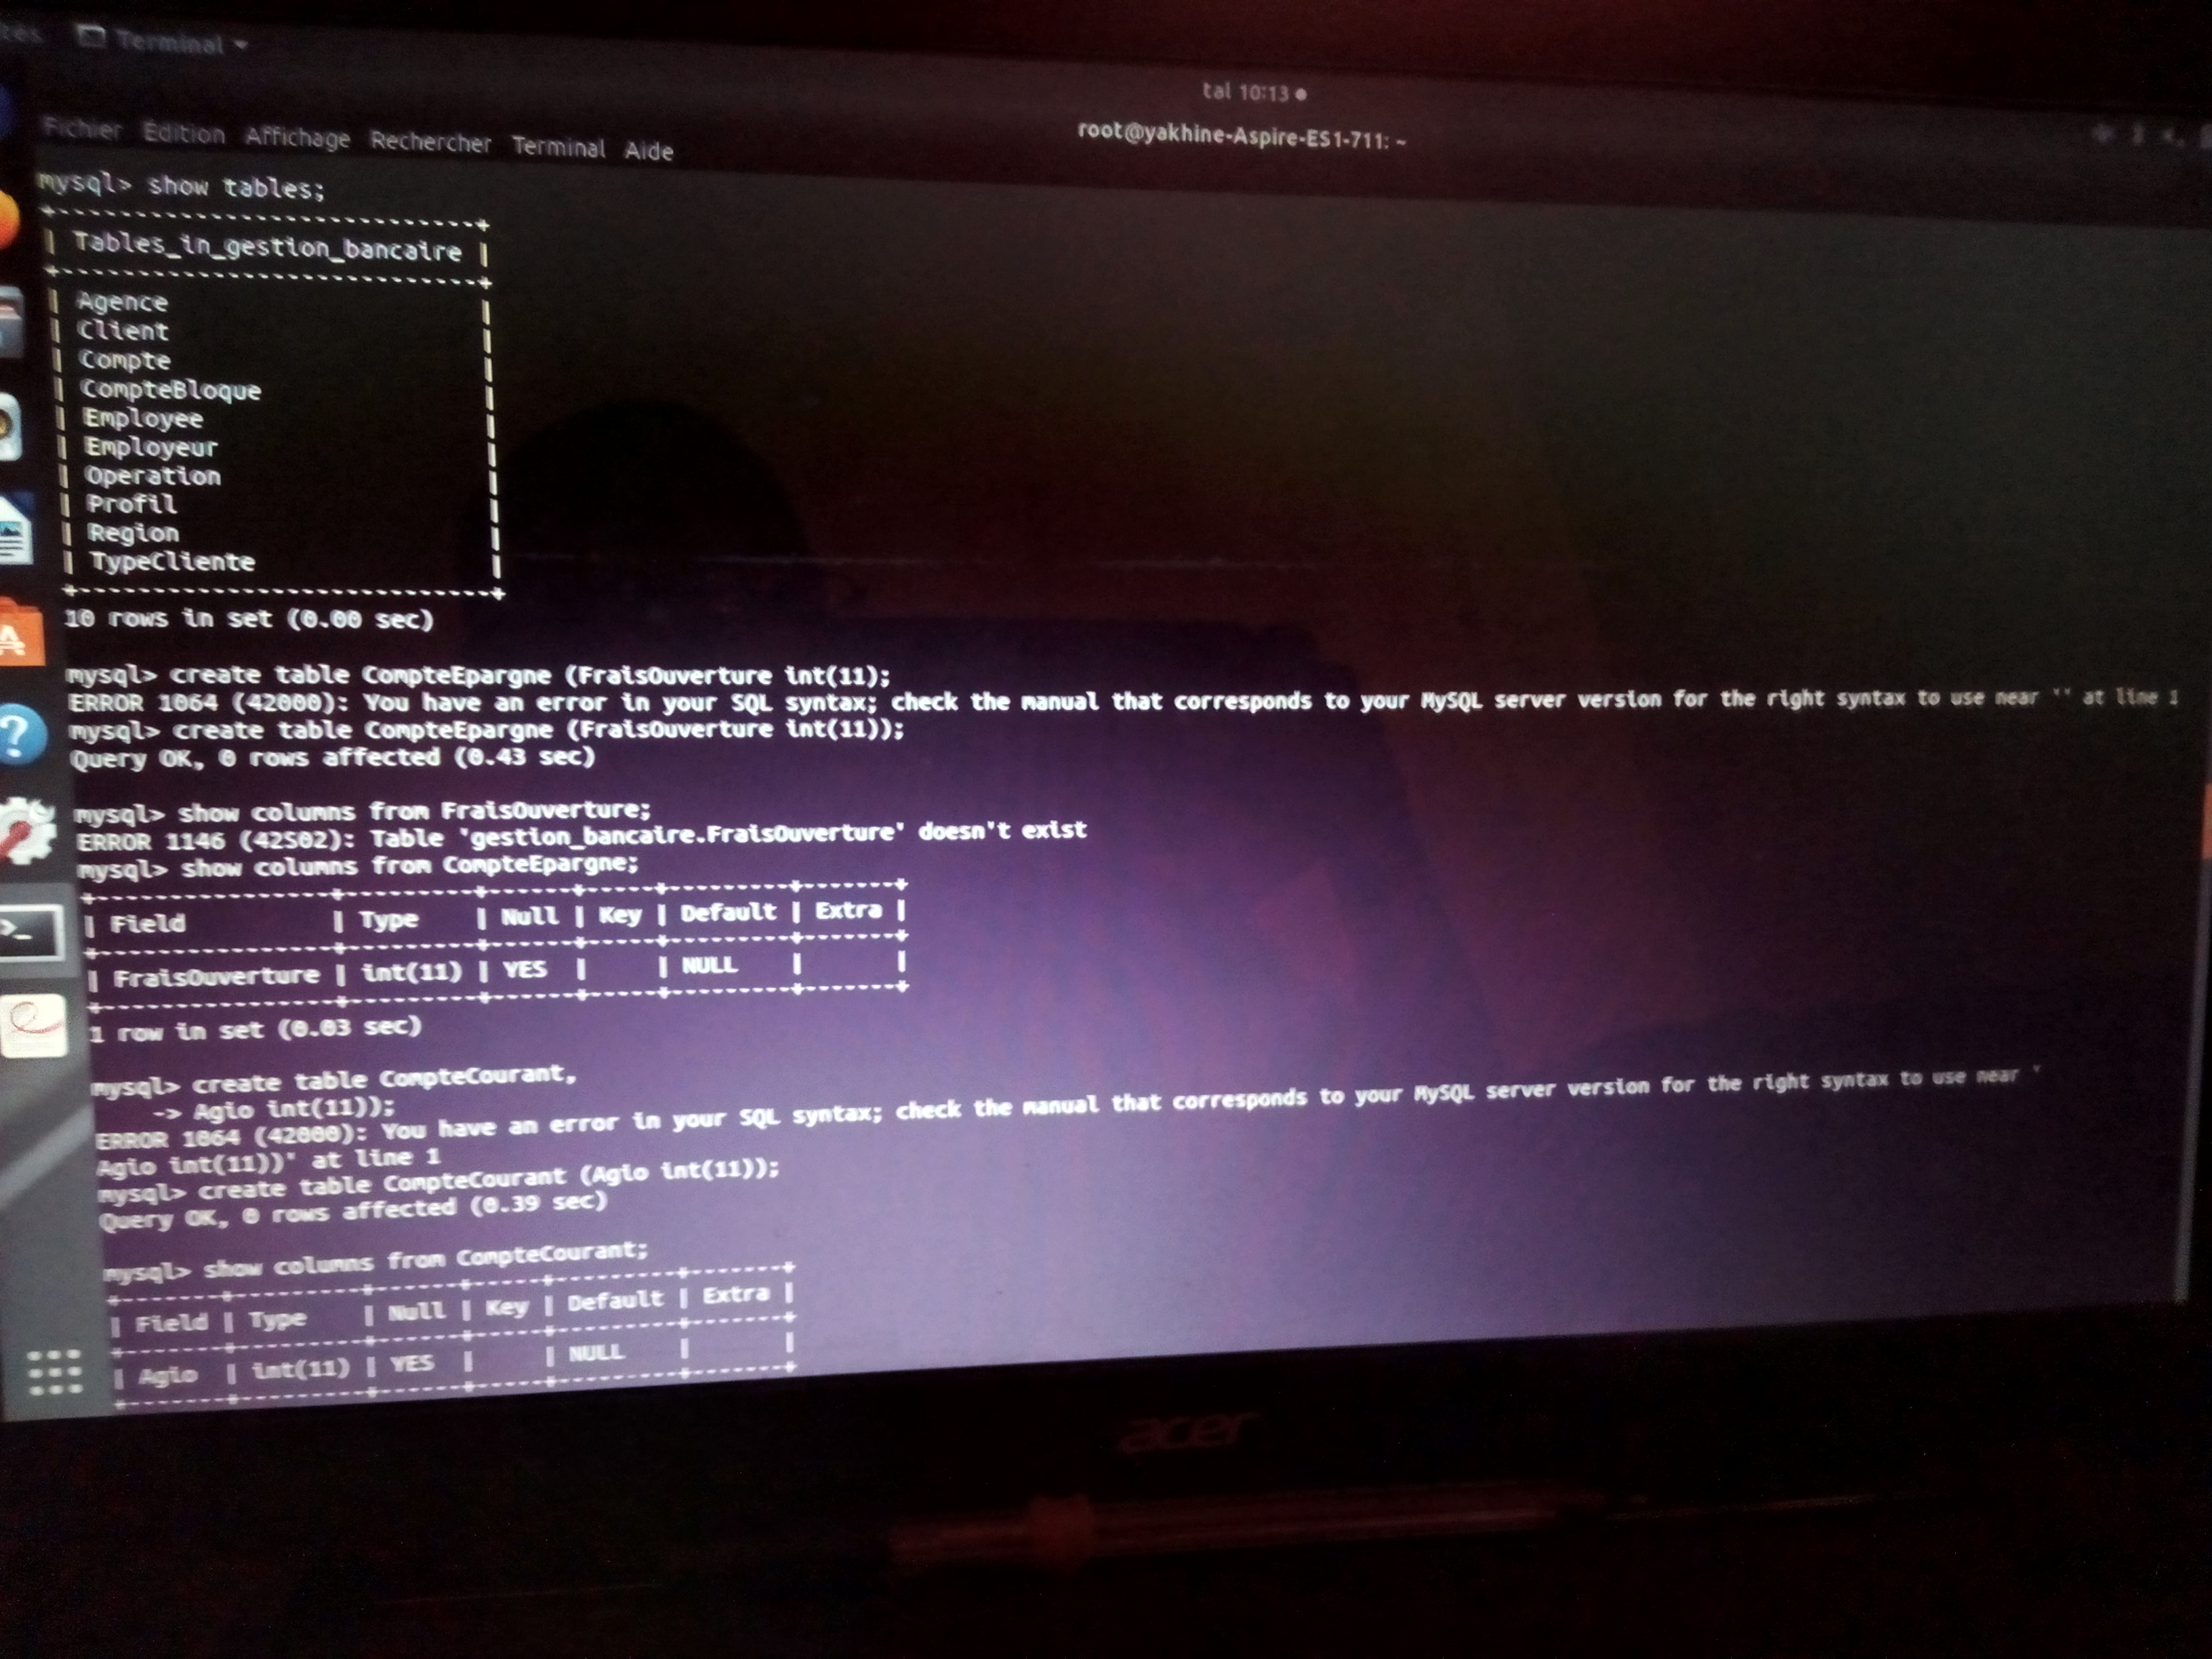 Terminal
tal 10:13
root@yakhine-Aspire-ES1-711: ~
Fichier Édition Affichage Rechercher Terminal Aide
mysql> show tables;
+----------------------------+
| Tables_in_gestion_bancaire |
+----------------------------+
| Agence |
| Client |
| Compte |
| CompteBloque |
| Employee |
| Employeur |
| Operation |
| Profil |
| Region |
| TypeCliente |
+----------------------------+
10 rows in set (0.00 sec)
mysql> create table CompteEpargne (FraisOuverture int(11);
ERROR 1064 (42000): You have an error in your SQL syntax; check the manual that corresponds to your MySQL server version for the right syntax to use near '' at line 1
mysql> create table CompteEpargne (FraisOuverture int(11));
Query OK, 0 rows affected (0.43 sec)
mysql> show columns from FraisOuverture;
ERROR 1146 (42S02): Table 'gestion_bancaire.FraisOuverture' doesn't exist
mysql> show columns from CompteEpargne;
+----------------+---------+------+-----+---------+-------+
| Field | Type | Null | Key | Default | Extra |
+----------------+---------+------+-----+---------+-------+
| FraisOuverture | int(11) | YES | | NULL | |
+----------------+---------+------+-----+---------+-------+
1 row in set (0.03 sec)
mysql> create table CompteCourant,
-> Agio int(11));
ERROR 1064 (42000): You have an error in your SQL syntax; check the manual that corresponds to your MySQL server version for the right syntax to use near '
Agio int(11))' at line 1
mysql> create table CompteCourant (Agio int(11));
Query OK, 0 rows affected (0.39 sec)
mysql> show columns from CompteCourant;
+-------+---------+------+-----+---------+-------+
| Field | Type | Null | Key | Default | Extra |
+-------+---------+------+-----+---------+-------+
| Agio | int(11) | YES | | NULL | |
+-------+---------+------+-----+---------+-------+
acer